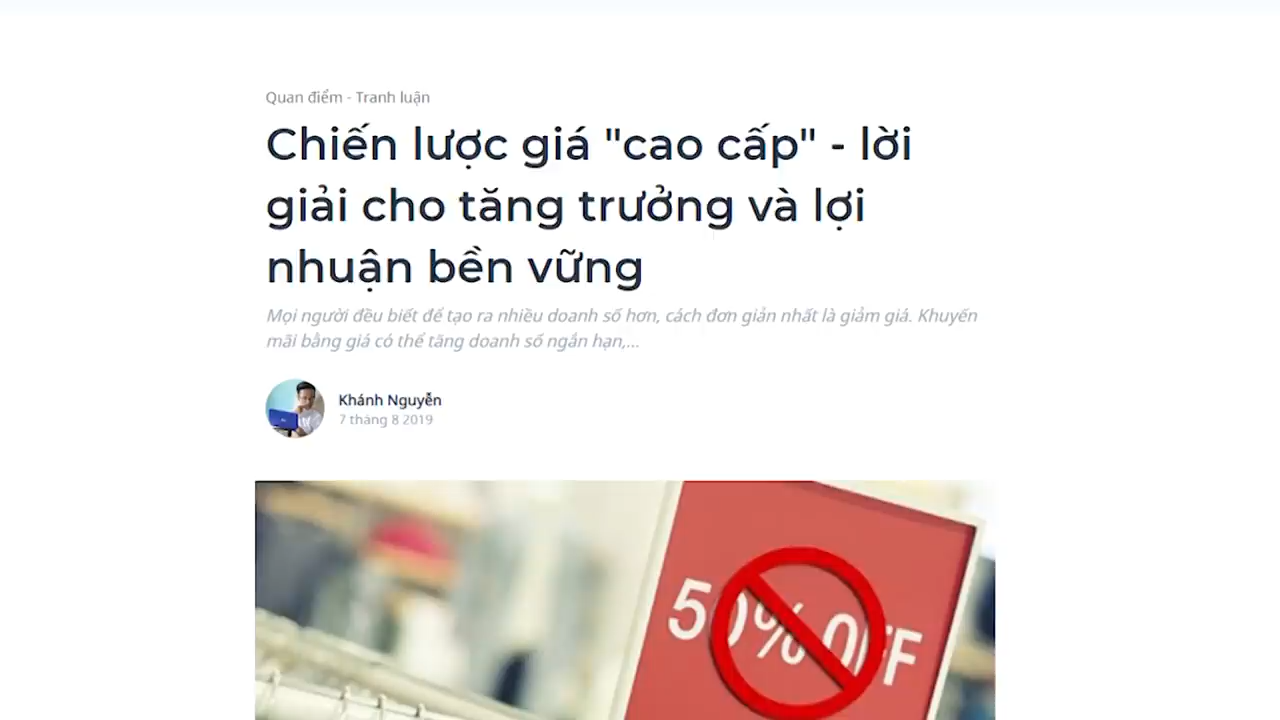 Quan điểm - Tranh luận
Chiến lược giá "cao cấp" - lời
giải cho tăng trưởng và lợi
nhuận bền vững
Mọi người đều biết để tạo ra nhiều doanh số hơn, cách đơn giản nhất là giảm giá. Khuyến
mãi bằng giá có thể tăng doanh số ngắn hạn,...
Khánh Nguyễn
7 tháng 8 2019
50% OFF